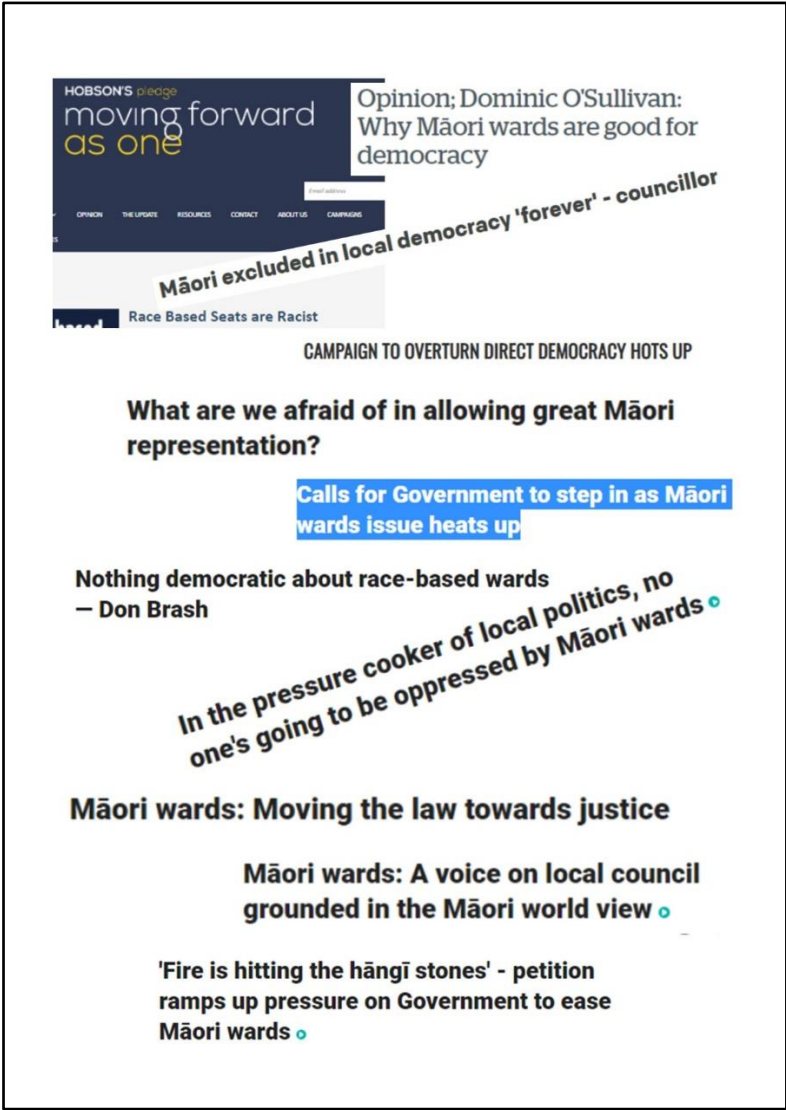 HOBSON'S pledge
moving forward
as one
Opinion; Dominic O'Sullivan:
Why Māori wards are good for
democracy
Email address
OPINION THE UPDATE RESOURCES CONTACT ABOUT US CAMPAIGNS
Māori excluded in local democracy 'forever' - councillor
Race Based Seats are Racist
CAMPAIGN TO OVERTURN DIRECT DEMOCRACY HOTS UP
What are we afraid of in allowing great Māori
representation?
Calls for Government to step in as Māori
wards issue heats up
Nothing democratic about race-based wards
— Don Brash
In the pressure cooker of local politics, no
one's going to be oppressed by Māori wards
Māori wards: Moving the law towards justice
Māori wards: A voice on local council
grounded in the Māori world view
'Fire is hitting the hāngī stones' - petition
ramps up pressure on Government to ease
Māori wards